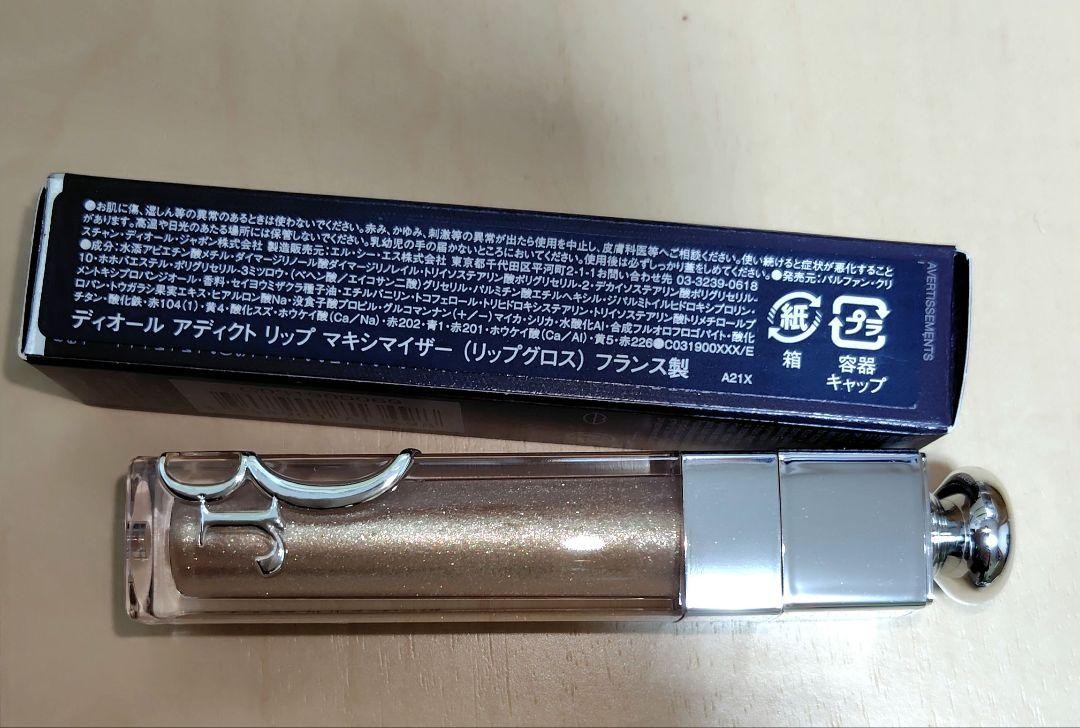 ●お肌に傷、湿しん等の異常のあるときは使わないでください。赤み、かゆみ、刺激等の異常が出たら使用を中止し、皮膚科医等へご相談ください。使い続けると症状が悪化すること
があります。高温や日光のあたる場所には保管しないでください。乳幼児の手の届かないところにおいてください。使用後は必ずしっかり蓋をしめてください。●発売元:パルファン・クリ
スチャン・ディオール・ジャポン株式会社 製造販売元:エル・シー・エス株式会社 東京都千代田区平河町2-1-1お問い合わせ先 03-3239-0618
●成分:水添アビエチン酸メチル・ダイマージリノール酸ダイマージリノレイル・トリイソステアリン酸ポリグリセリル-2・デカイソステアリン酸ポリグリセリル-
10・ホホバエステル・ポリグリセリル-3ミツロウ・(ベヘン酸/エイコサン二酸)グリセリル・パルミチン酸エチルヘキシル・ジパルミトイルヒドロキシプロリン・
メントキシプロパンジオール・香料・セイヨウミザクラ種子油・エチルバニリン・トコフェロール・トリヒドロキシステアリン・トリイソステアリン酸トリメチロールプ
ロパン・トウガラシ果実エキス・ヒアルロン酸Na・没食子酸プロピル・グルコマンナン(+/-)マイカ・シリカ・水酸化Al・合成フルオロフロゴパイト・酸化
チタン・酸化鉄・赤104(1)・黄4・酸化スズ・ホウケイ酸(Ca/Na)・赤202・青1・赤201・ホウケイ酸(Ca/Al)・黄5・赤226●C031900XXX/E
ディオール アディクト リップ マキシマイザー (リップグロス) フランス製
A21X
紙
箱
プラ
容器
キャップ
AVERTISSEMENTS